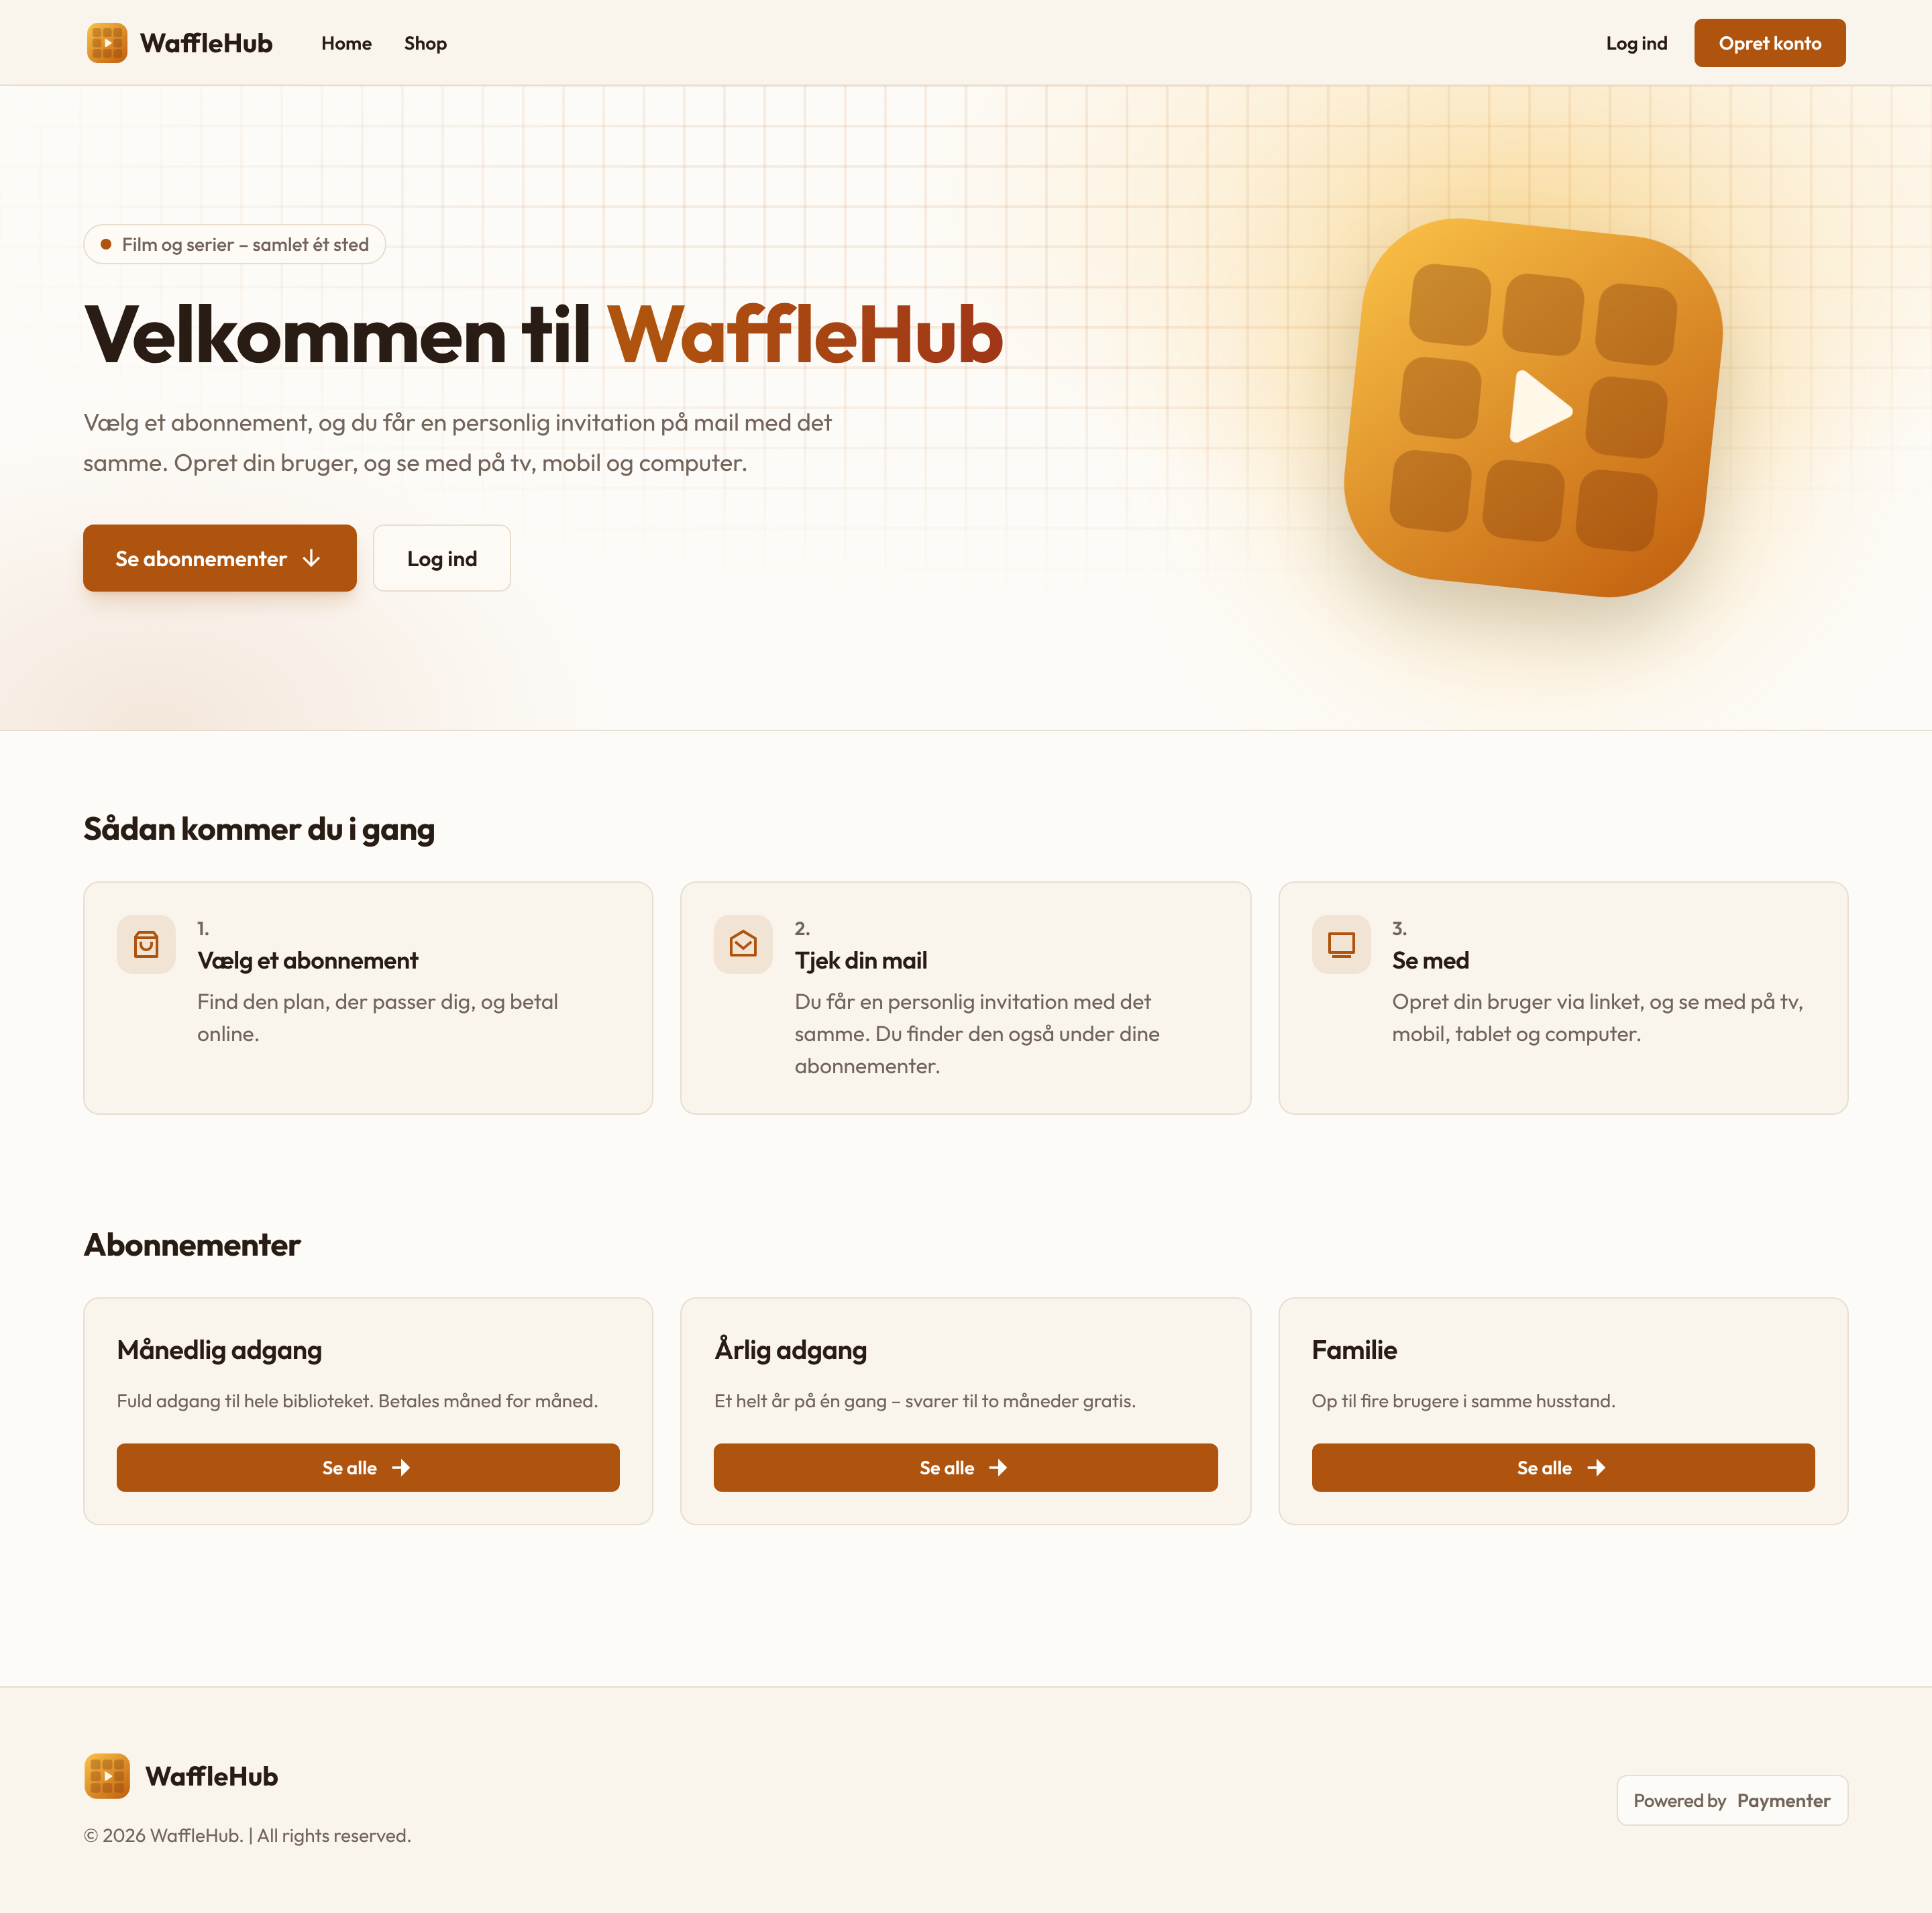 WaffleHub
Home
Shop
Log ind
Opret konto
Film og serier – samlet ét sted
Velkommen til WaffleHub
Vælg et abonnement, og du får en personlig invitation på mail med det
samme. Opret din bruger, og se med på tv, mobil og computer.
Se abonnementer
Log ind
Sådan kommer du i gang
1.
Vælg et abonnement
Find den plan, der passer dig, og betal
online.
2.
Tjek din mail
Du får en personlig invitation med det
samme. Du finder den også under dine
abonnementer.
3.
Se med
Opret din bruger via linket, og se med på tv,
mobil, tablet og computer.
Abonnementer
Månedlig adgang
Fuld adgang til hele biblioteket. Betales måned for måned.
Se alle
Årlig adgang
Et helt år på én gang – svarer til to måneder gratis.
Se alle
Familie
Op til fire brugere i samme husstand.
Se alle
WaffleHub
© 2026 WaffleHub. | All rights reserved.
Powered by Paymenter